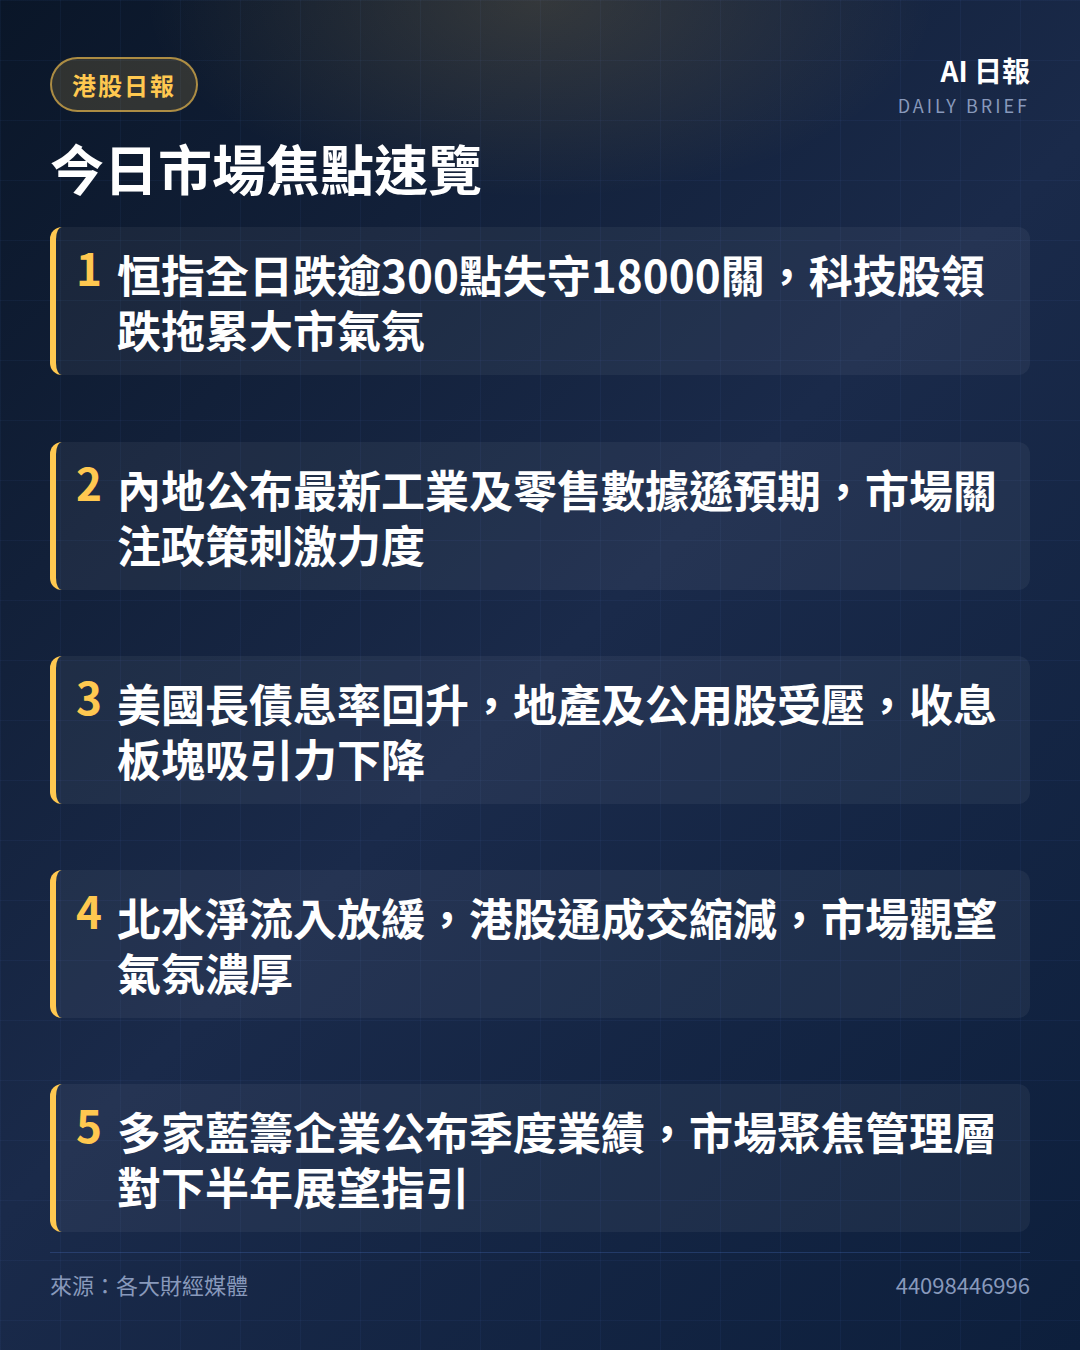 港股日報
AI 日報
DAILY BRIEF
今日市場焦點速覽
1 恒指全日跌逾300點失守18000關，科技股領
跌拖累大市氣氛
2 內地公布最新工業及零售數據遜預期，市場關
注政策刺激力度
3 美國長債息率回升，地產及公用股受壓，收息
板塊吸引力下降
4 北水淨流入放緩，港股通成交縮減，市場觀望
氣氛濃厚
5 多家藍籌企業公布季度業績，市場聚焦管理層
對下半年展望指引
來源：各大財經媒體
44098446996